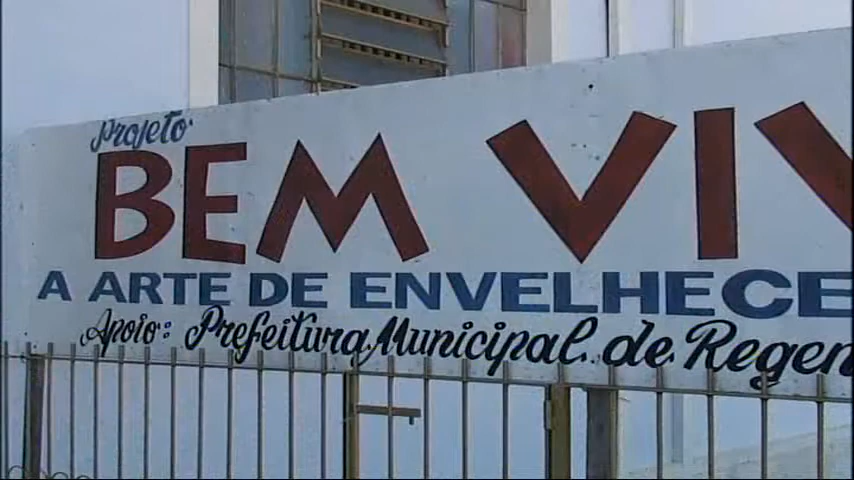 Projeto
BEM VIV
A ARTE DE ENVELHECE
Apoio: Prefeitura Municipal de Regen